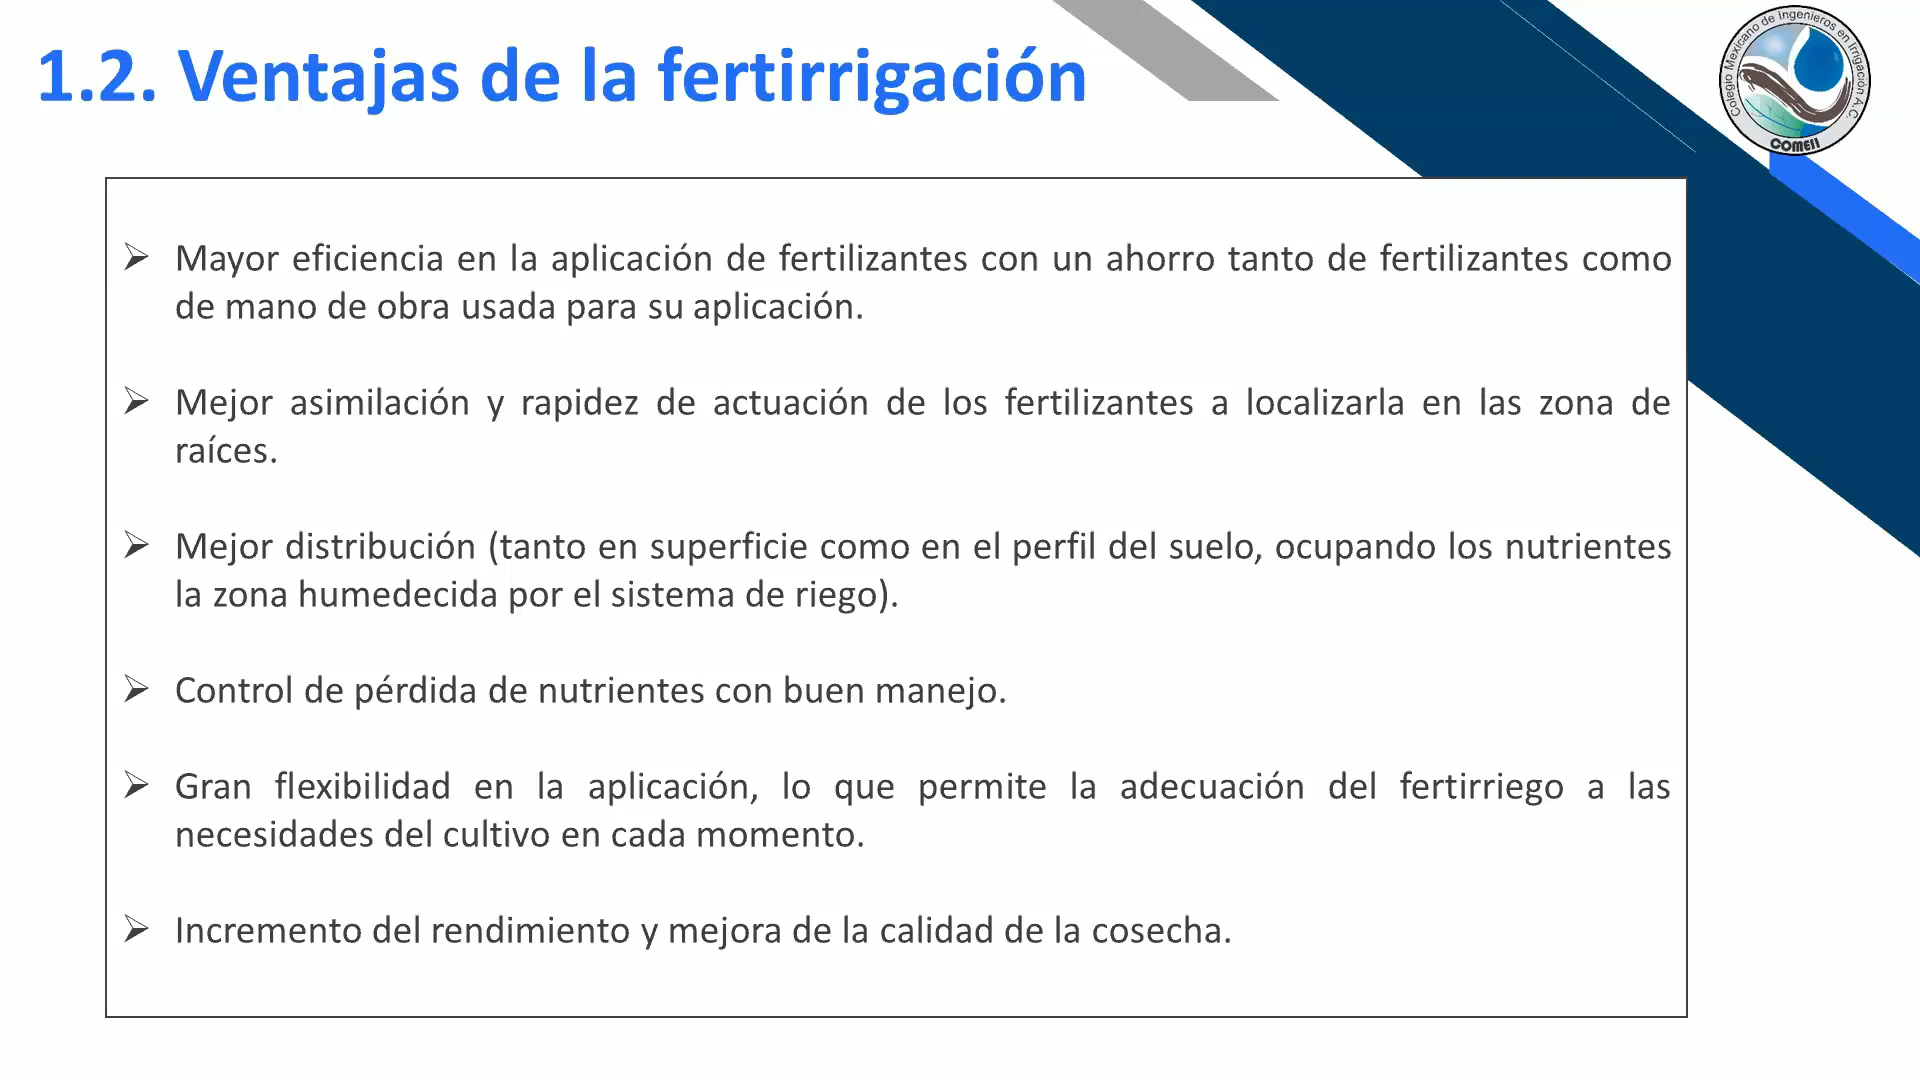 1.2. Ventajas de la fertirrigación
Colegio Mexicano de Ingenieros en Irrigación A.C.
COMEII
Mayor eficiencia en la aplicación de fertilizantes con un ahorro tanto de fertilizantes como
de mano de obra usada para su aplicación.
Mejor asimilación y rapidez de actuación de los fertilizantes a localizarla en las zona de
raíces.
Mejor distribución (tanto en superficie como en el perfil del suelo, ocupando los nutrientes
la zona humedecida por el sistema de riego).
Control de pérdida de nutrientes con buen manejo.
Gran flexibilidad en la aplicación, lo que permite la adecuación del fertirriego a las
necesidades del cultivo en cada momento.
Incremento del rendimiento y mejora de la calidad de la cosecha.